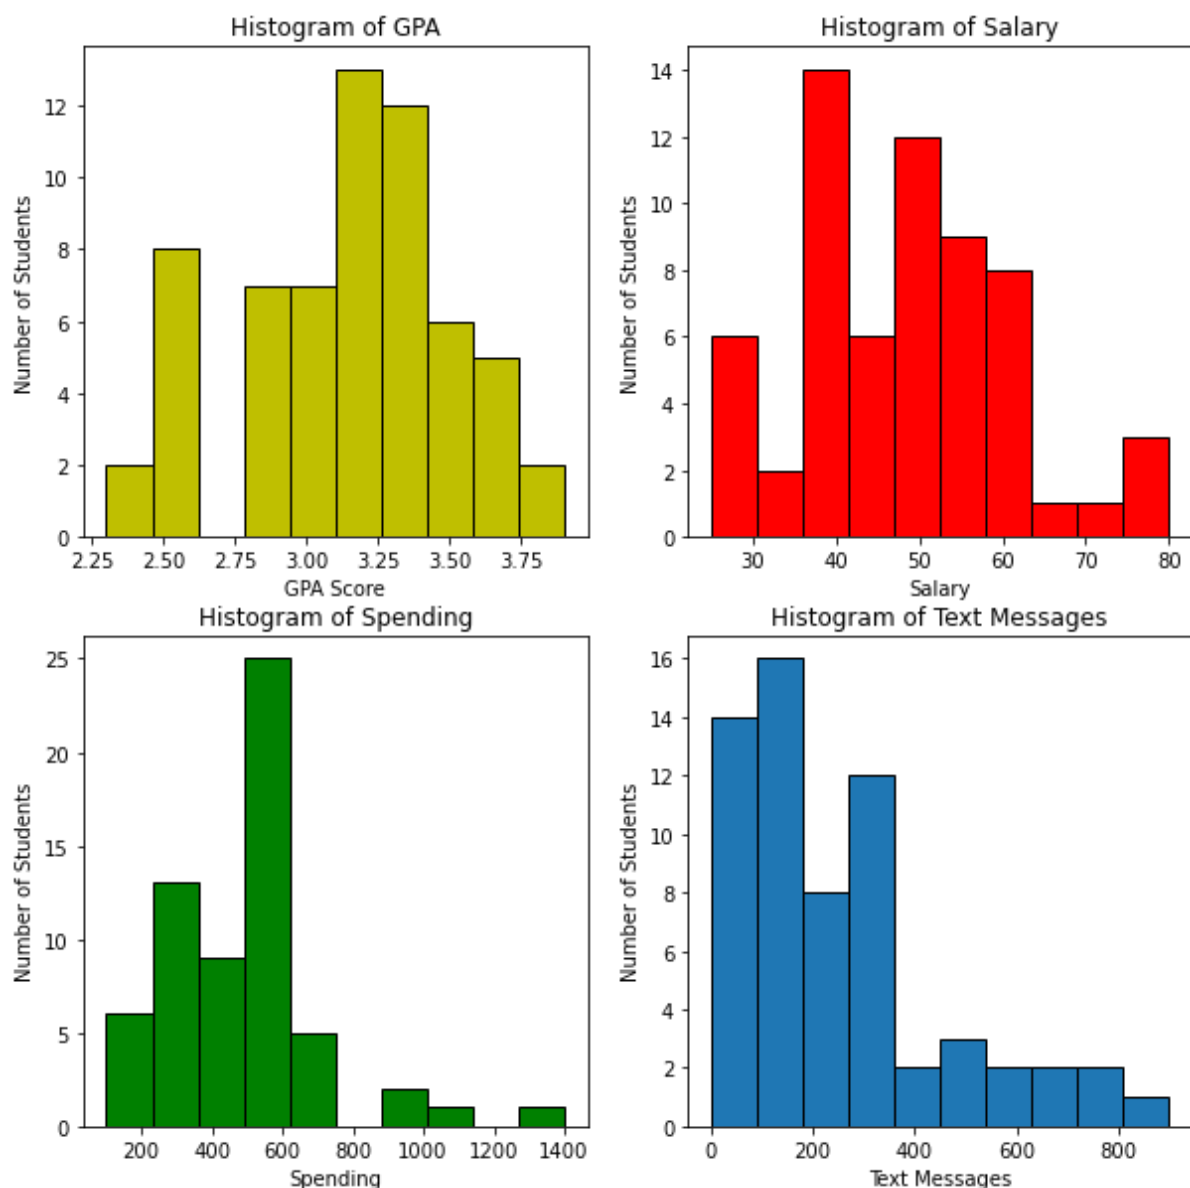 Histogram of GPA
Number of Students
12
10
8
6
4
2
0
2.25 2.50 2.75 3.00 3.25 3.50 3.75
GPA Score
Histogram of Salary
Number of Students
14
12
10
8
6
4
2
0
30 40 50 60 70 80
Salary
Histogram of Spending
Number of Students
25
20
15
10
5
0
200 400 600 800 1000 1200 1400
Spending
Histogram of Text Messages
Number of Students
16
14
12
10
8
6
4
2
0
0 200 400 600 800
Text Messages